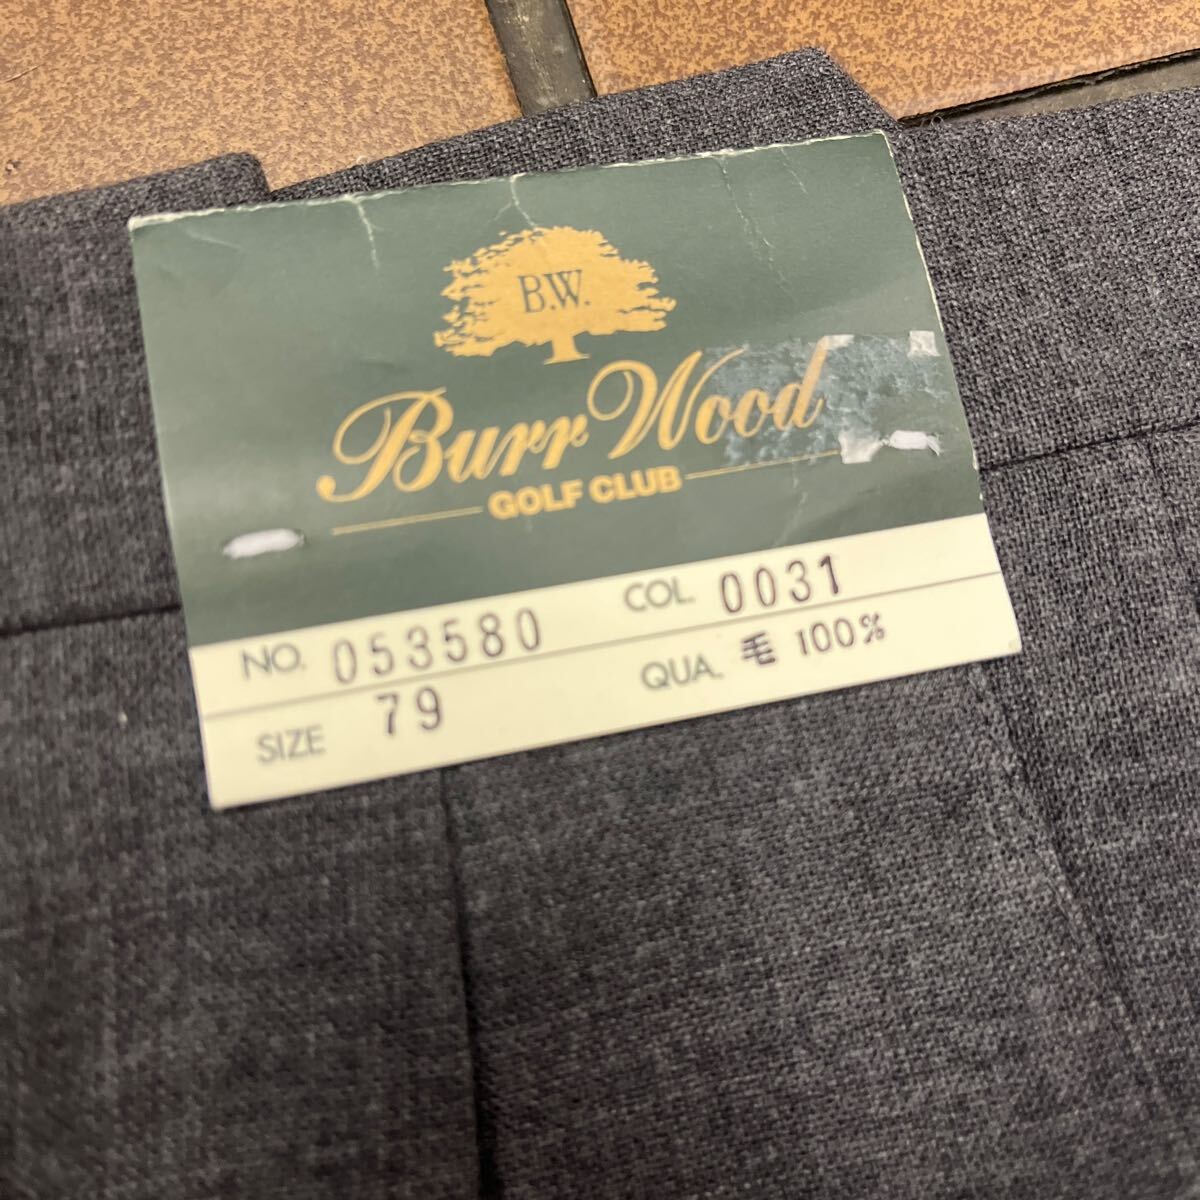 B.W.
Burr Wood
GOLF CLUB
NO. 053580 COL. 0031
SIZE 79 QUA. 毛 100%